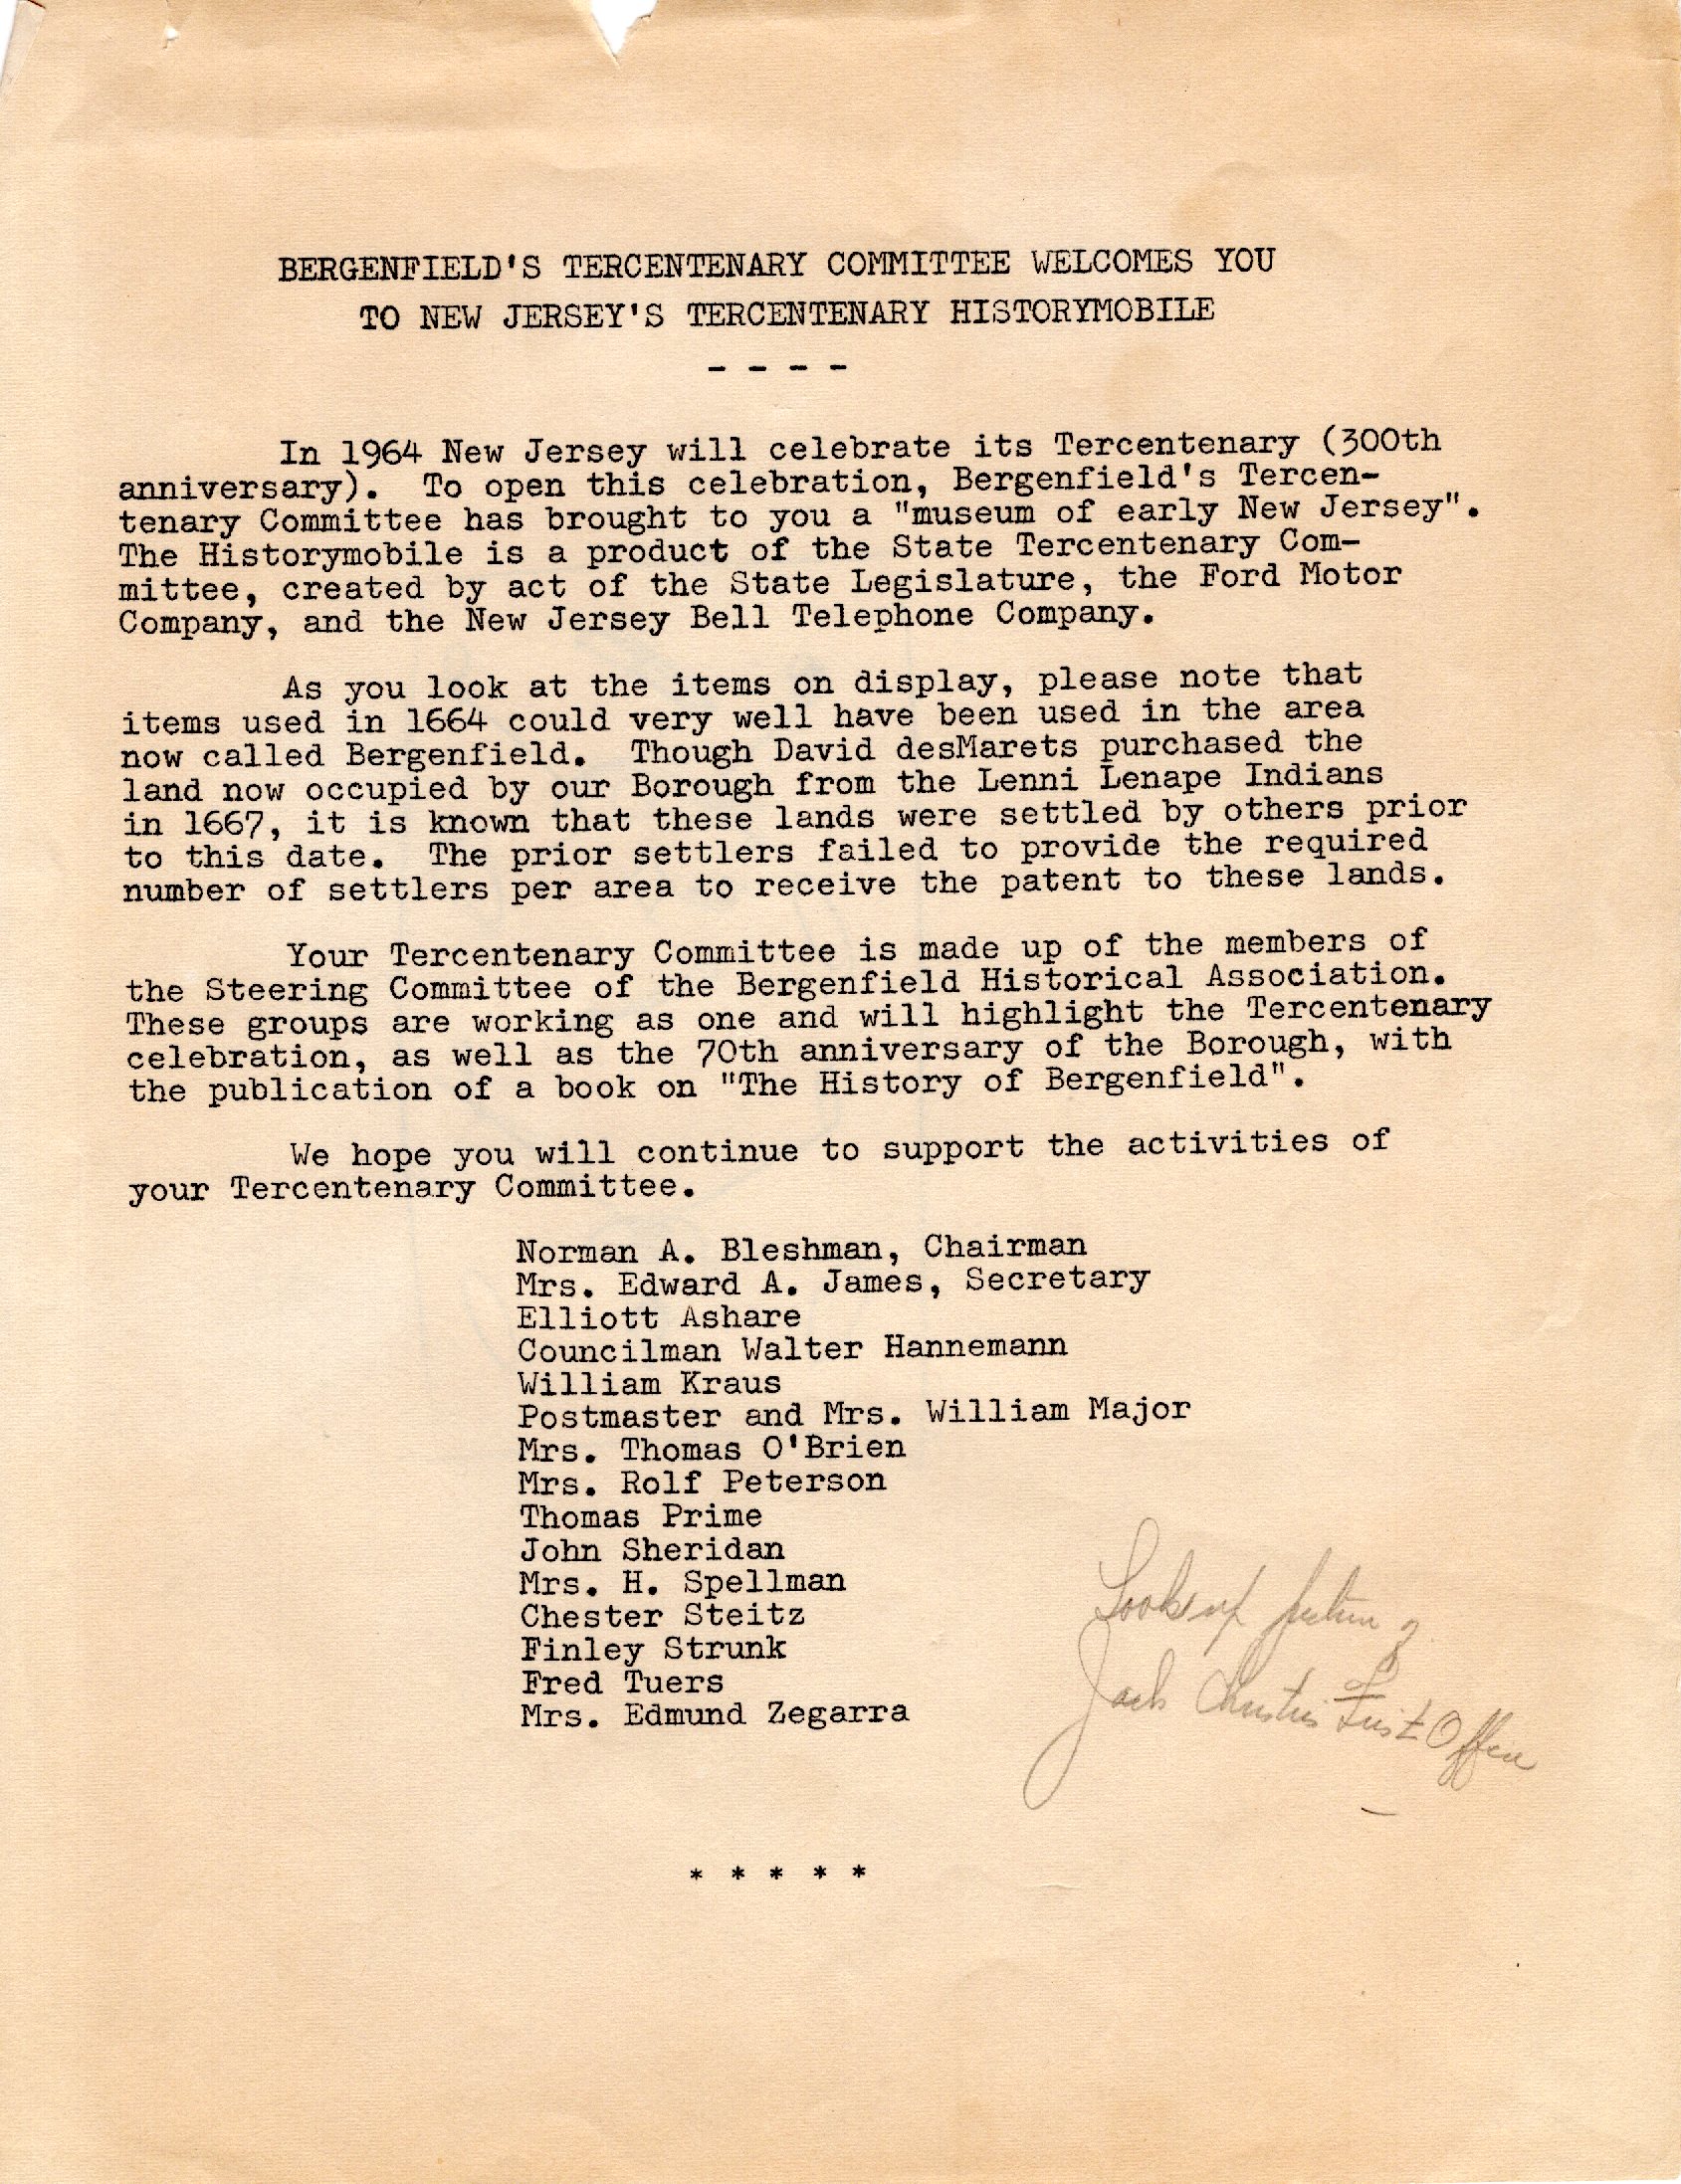 BERGENFIELD'S TERCENTENARY COMMITTEE WELCOMES YOU
TO NEW JERSEY'S TERCENTENARY HISTORYMOBILE
- - - -
In 1964 New Jersey will celebrate its Tercentenary (300th
anniversary). To open this celebration, Bergenfield's Tercen-
tenary Committee has brought to you a "museum of early New Jersey".
The Historymobile is a product of the State Tercentenary Com-
mittee, created by act of the State Legislature, the Ford Motor
Company, and the New Jersey Bell Telephone Company.
As you look at the items on display, please note that
items used in 1664 could very well have been used in the area
now called Bergenfield. Though David desMarets purchased the
land now occupied by our Borough from the Lenni Lenape Indians
in 1667, it is known that these lands were settled by others prior
to this date. The prior settlers failed to provide the required
number of settlers per area to receive the patent to these lands.
Your Tercentenary Committee is made up of the members of
the Steering Committee of the Bergenfield Historical Association.
These groups are working as one and will highlight the Tercentenary
celebration, as well as the 70th anniversary of the Borough, with
the publication of a book on "The History of Bergenfield".
We hope you will continue to support the activities of
your Tercentenary Committee.
Norman A. Bleshman, Chairman
Mrs. Edward A. James, Secretary
Elliott Ashare
Councilman Walter Hannemann
William Kraus
Postmaster and Mrs. William Major
Mrs. Thomas O'Brien
Mrs. Rolf Peterson
Thomas Prime
John Sheridan
Mrs. H. Spellman
Chester Steitz
Finley Strunk
Fred Tuers
Mrs. Edmund Zegarra
Look up picture of
Jack Christies First Office
* * * * *